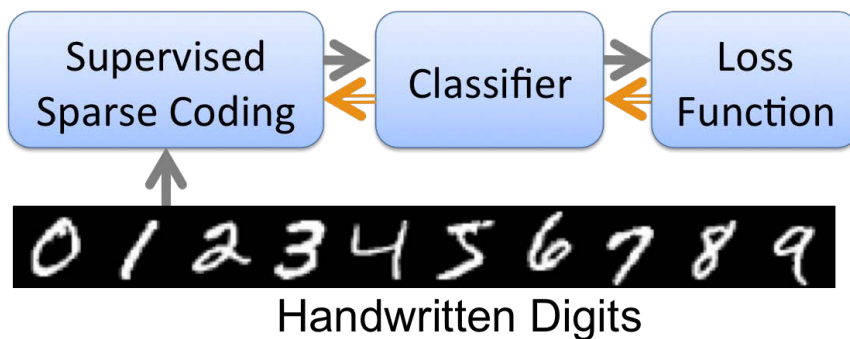 Supervised
Sparse Coding
Classifier
Loss
Function
0 1 2 3 4 5 6 7 8 9
Handwritten Digits